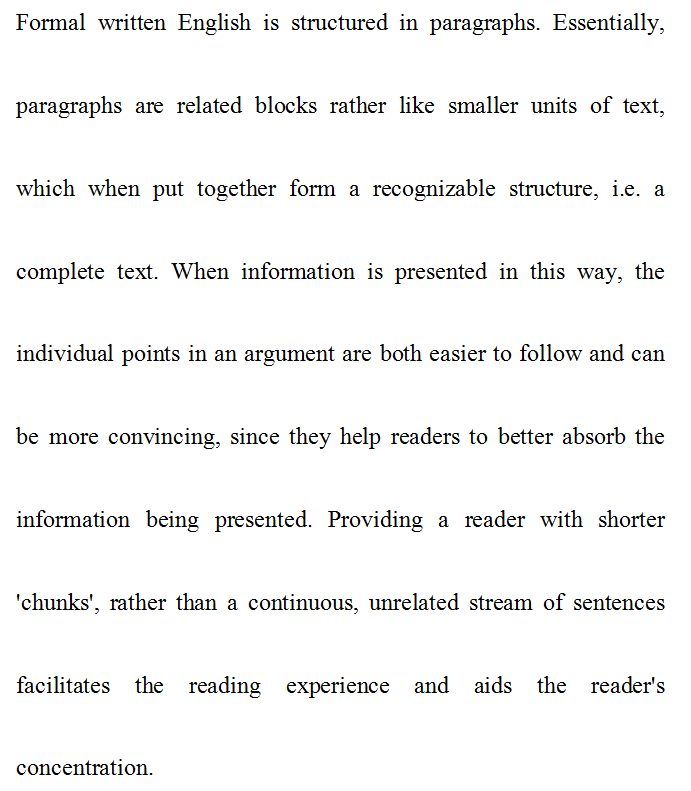 Formal written English is structured in paragraphs. Essentially,
paragraphs are related blocks rather like smaller units of text,
which when put together form a recognizable structure, i.e. a
complete text. When information is presented in this way, the
individual points in an argument are both easier to follow and can
be more convincing, since they help readers to better absorb the
information being presented. Providing a reader with shorter
'chunks', rather than a continuous, unrelated stream of sentences
facilitates the reading experience and aids the reader's
concentration.